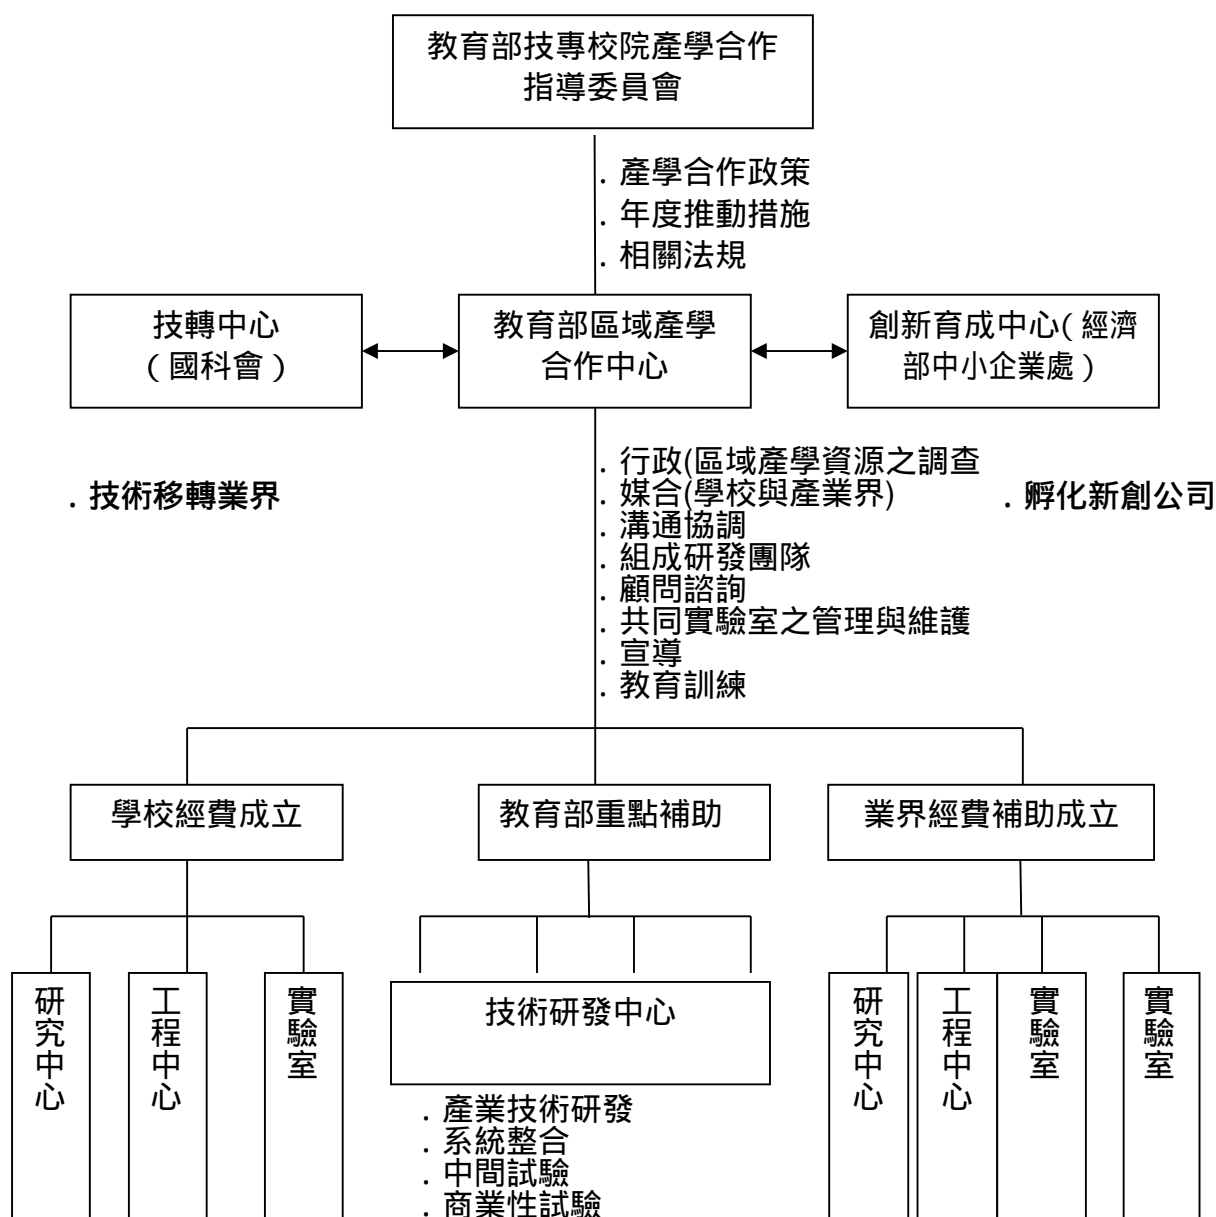 教育部技專校院產學合作
指導委員會
. 產學合作政策
. 年度推動措施
. 相關法規
技轉中心
(國科會)
教育部區域產學
合作中心
創新育成中心(經濟
部中小企業處)
. 技術移轉業界
. 行政(區域產學資源之調查
. 媒合(學校與產業界)
. 溝通協調
. 組成研發團隊
. 顧問諮詢
. 共同實驗室之管理與維護
. 宣導
. 教育訓練
. 孵化新創公司
學校經費成立
教育部重點補助
業界經費補助成立
研究中心
工程中心
實驗室
技術研發中心
. 產業技術研發
. 系統整合
. 中間試驗
. 商業性試驗
研究中心
工程中心
實驗室
實驗室